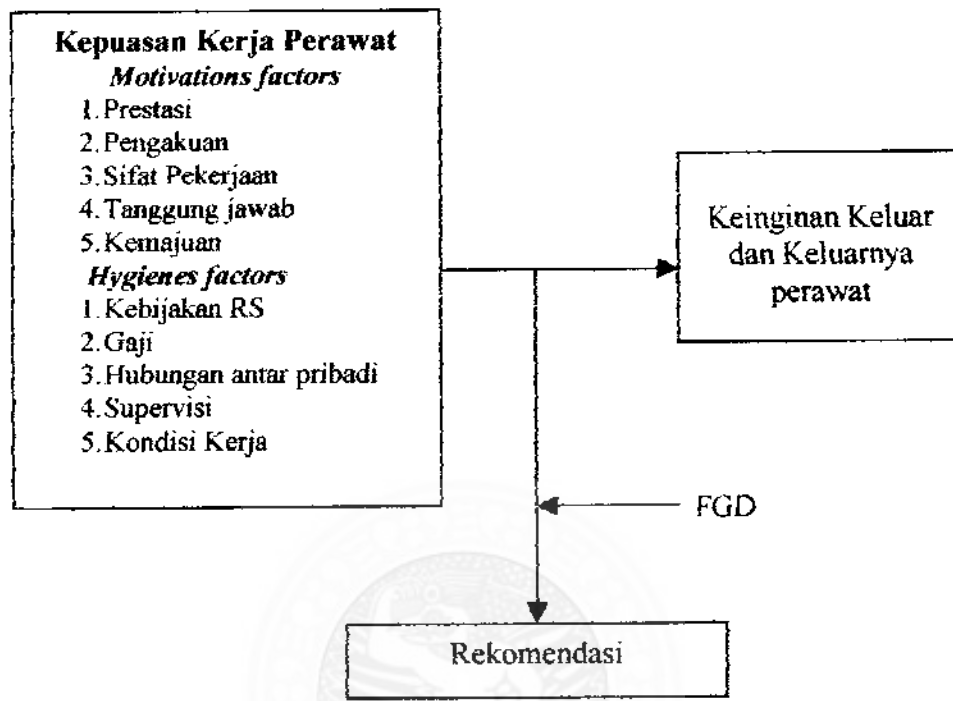 Kepuasan Kerja Perawat
Motivations factors
1. Prestasi
2. Pengakuan
3. Sifat Pekerjaan
4. Tanggung jawab
5. Kemajuan
Hygienes factors
1. Kebijakan RS
2. Gaji
3. Hubungan antar pribadi
4. Supervisi
5. Kondisi Kerja
Keinginan Keluar
dan Keluarnya
perawat
FGD
Rekomendasi